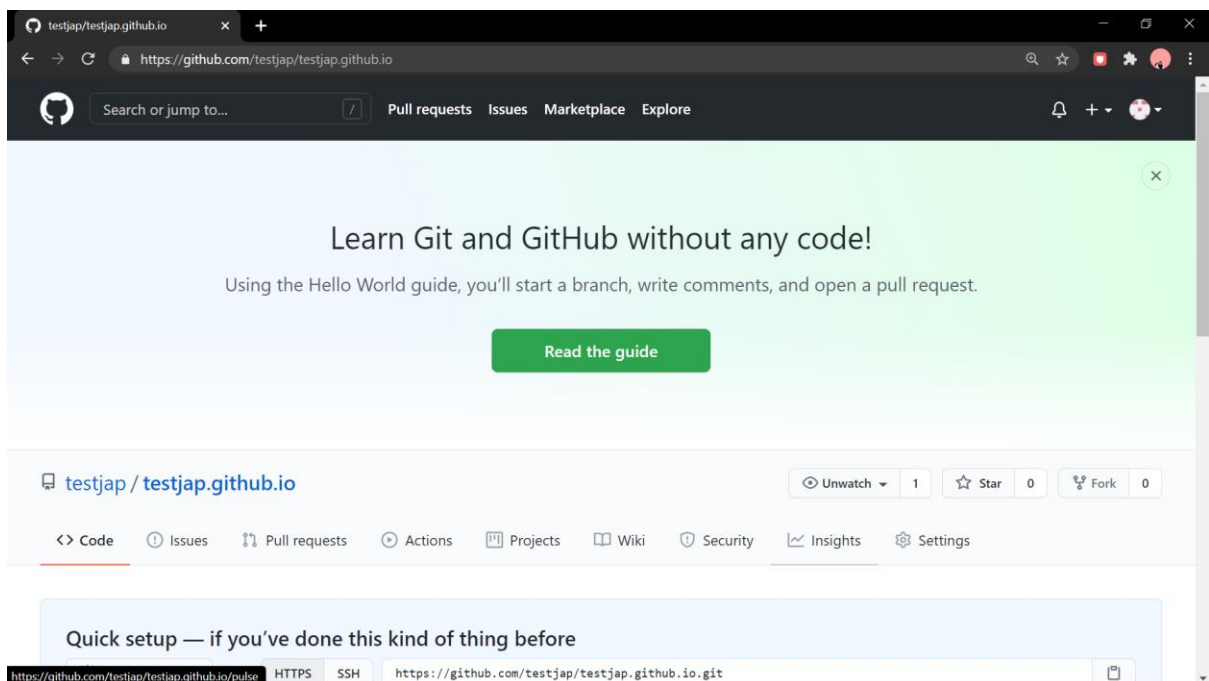 testjap/testjap.github.io
https://github.com/testjap/testjap.github.io
Search or jump to... /
Pull requests Issues Marketplace Explore
Learn Git and GitHub without any code!
Using the Hello World guide, you'll start a branch, write comments, and open a pull request.
Read the guide
testjap / testjap.github.io
Unwatch 1 Star 0 Fork 0
<> Code Issues Pull requests Actions Projects Wiki Security Insights Settings
Quick setup — if you've done this kind of thing before
HTTPS SSH https://github.com/testjap/testjap.github.io.git
https://github.com/testjap/testjap.github.io/pulse